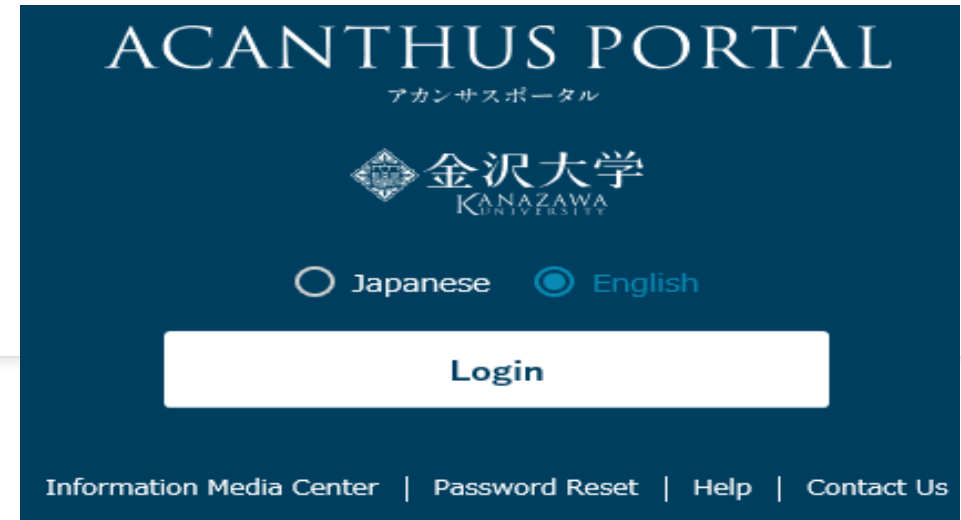 ACANTHUS PORTAL
アカンサスポータル
金沢大学
KANAZAWA
UNIVERSITY
Japanese English
Login
Information Media Center | Password Reset | Help | Contact Us